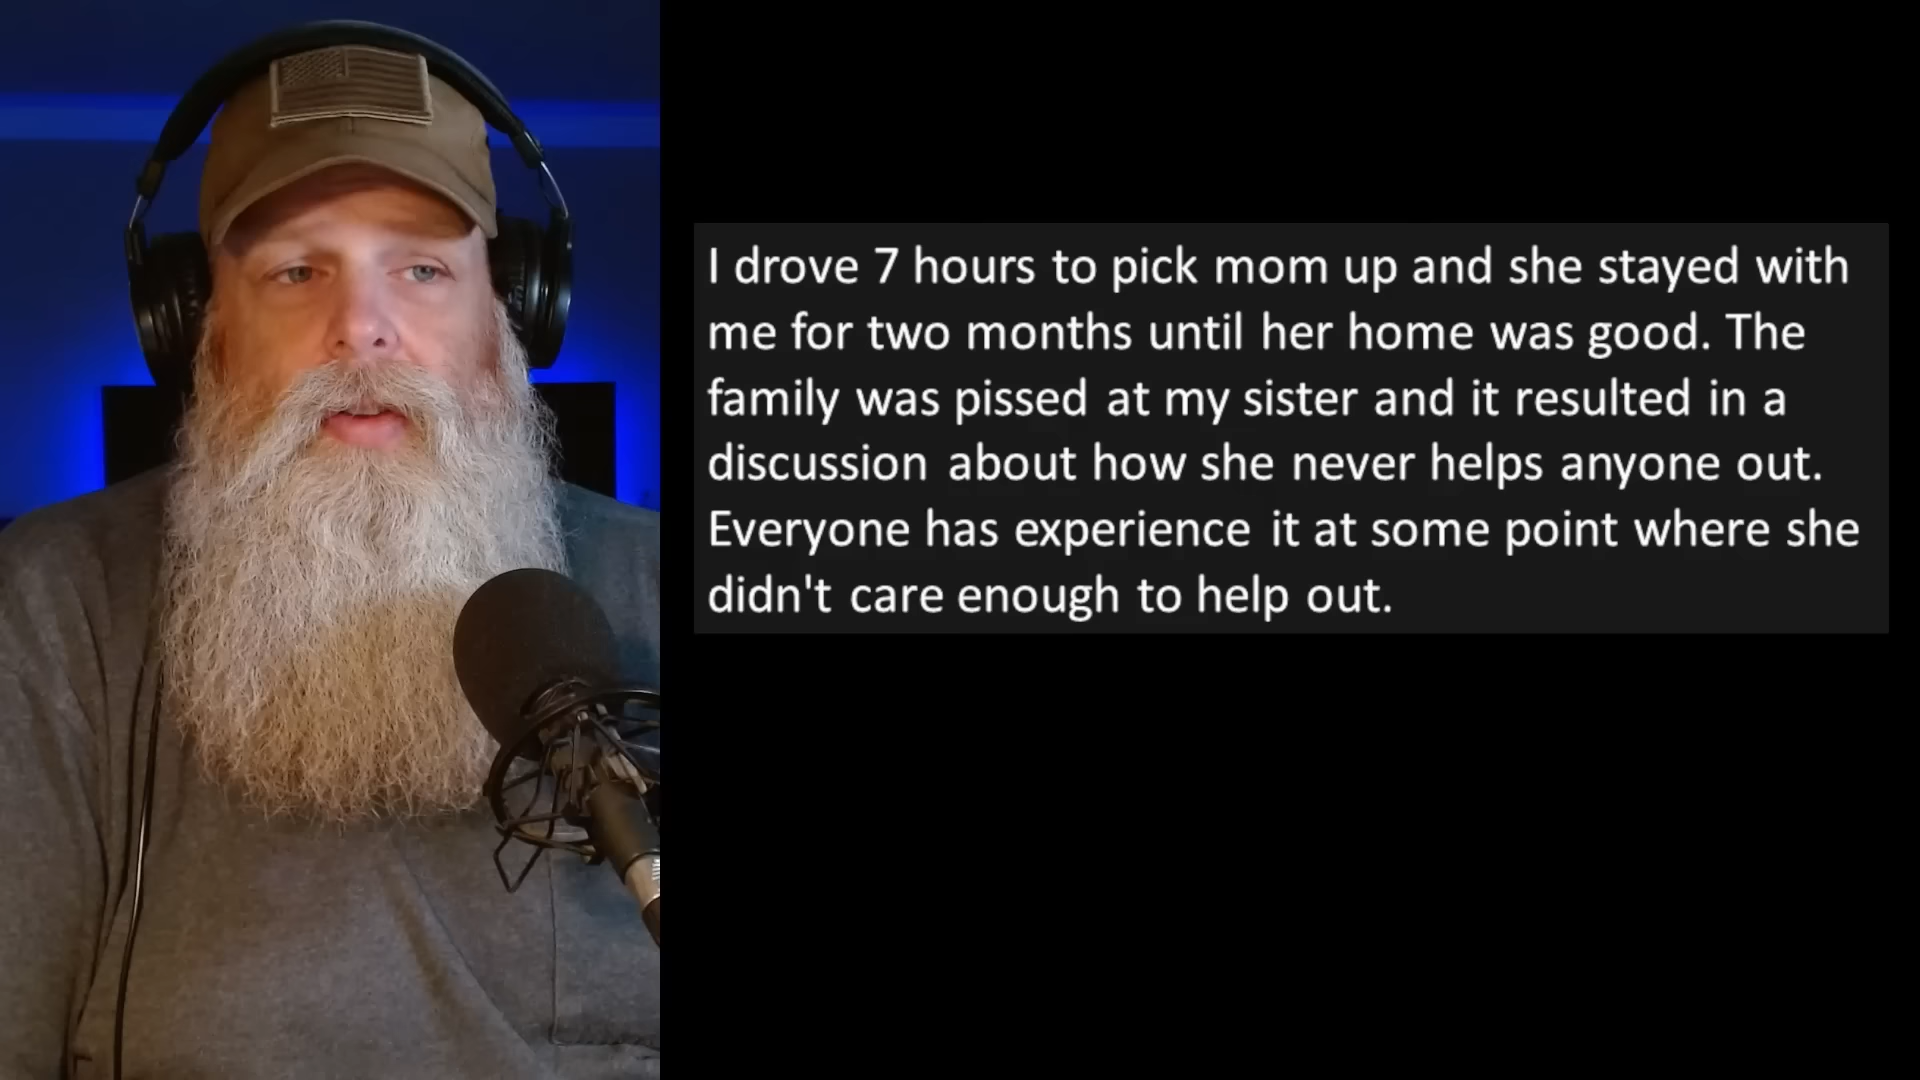 I drove 7 hours to pick mom up and she stayed with
me for two months until her home was good. The
family was pissed at my sister and it resulted in a
discussion about how she never helps anyone out.
Everyone has experience it at some point where she
didn't care enough to help out.